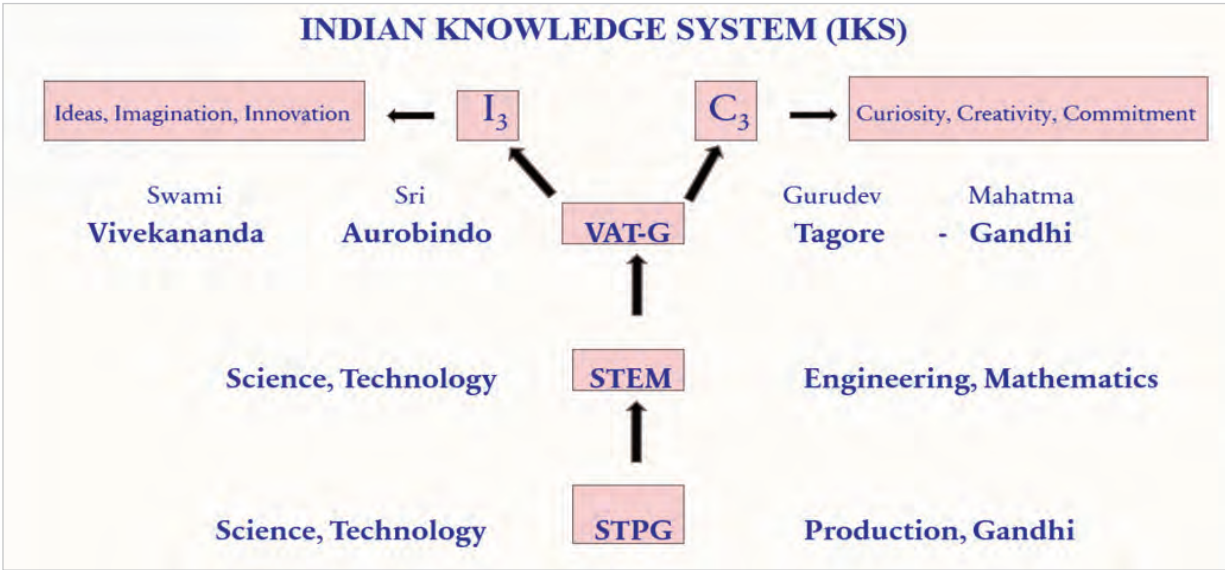 INDIAN KNOWLEDGE SYSTEM (IKS)
Ideas, Imagination, Innovation I₃ C₃ Curiosity, Creativity, Commitment
Swami Sri Gurudev Mahatma
Vivekananda Aurobindo VAT-G Tagore - Gandhi
Science, Technology STEM Engineering, Mathematics
Science, Technology STPG Production, Gandhi